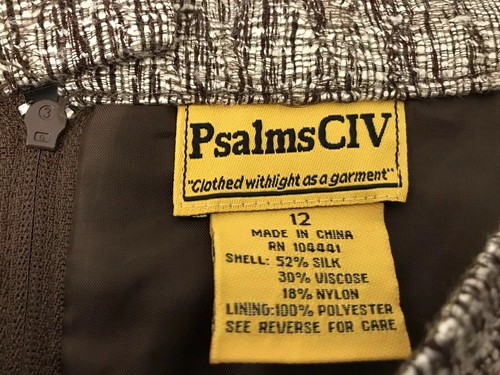 PsalmsCIV
"Clothed withlight as a garment"
12
MADE IN CHINA
RN 104441
SHELL: 52% SILK
30% VISCOSE
18% NYLON
LINING:100% POLYESTER
SEE REVERSE FOR CARE